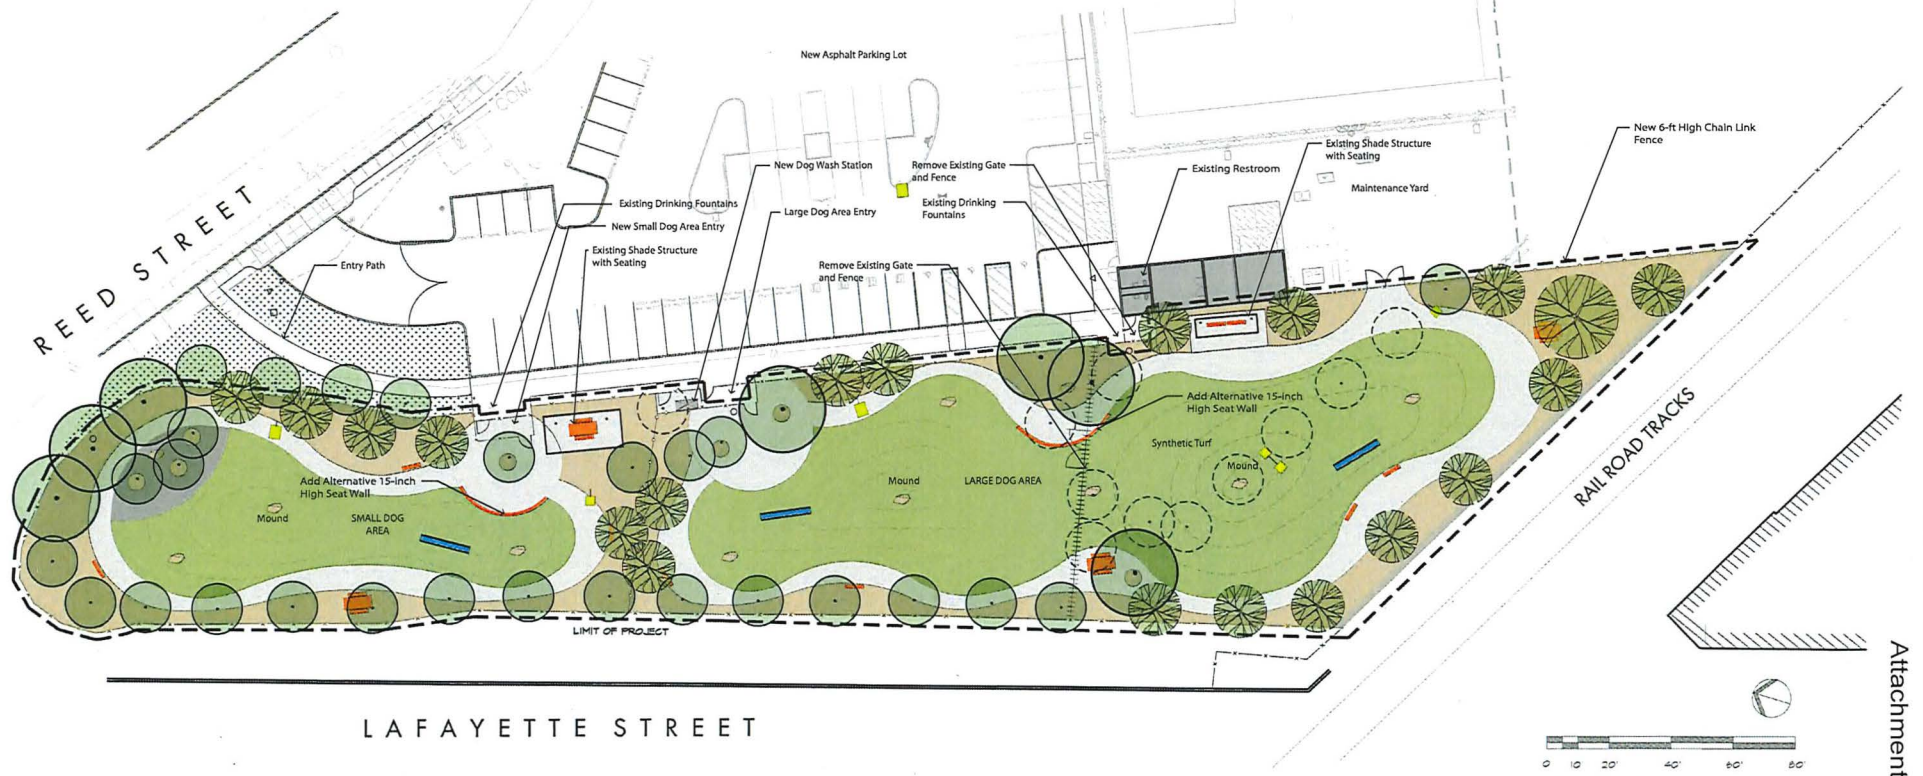 New Asphalt Parking Lot
COM.
New 6-ft High Chain Link
Fence
Existing Shade Structure
with Seating
New Dog Wash Station
Remove Existing Gate
and Fence
Existing Restroom
Maintenance Yard
Existing Drinking Fountains
Large Dog Area Entry
Existing Drinking
Fountains
New Small Dog Area Entry
Existing Shade Structure
with Seating
Entry Path
Remove Existing Gate
and Fence
REED STREET
Add Alternative 15-inch
High Seat Wall
Synthetic Turf
Mound
Mound
LARGE DOG AREA
Add Alternative 15-inch
High Seat Wall
Mound
SMALL DOG
AREA
RAIL ROAD TRACKS
LIMIT OF PROJECT
LAFAYETTE STREET
Attachment
0 10' 20' 40' 60' 80'